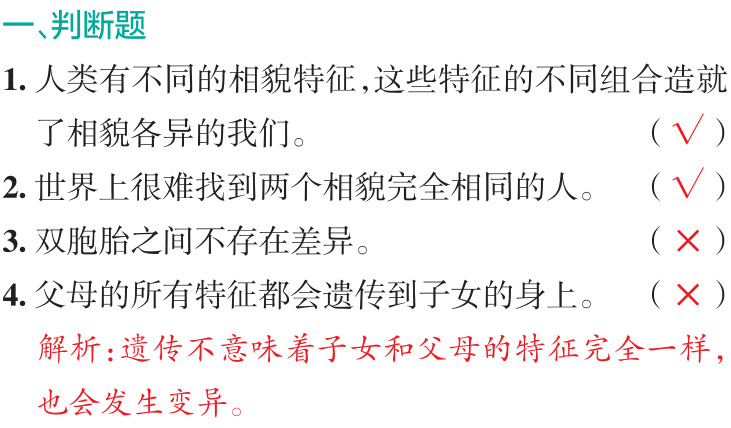 一、判断题
1. 人类有不同的相貌特征,这些特征的不同组合造就
了相貌各异的我们。 (√)
2. 世界上很难找到两个相貌完全相同的人。 (√)
3. 双胞胎之间不存在差异。 (×)
4. 父母的所有特征都会遗传到子女的身上。 (×)
解析:遗传不意味着子女和父母的特征完全一样,
也会发生变异。